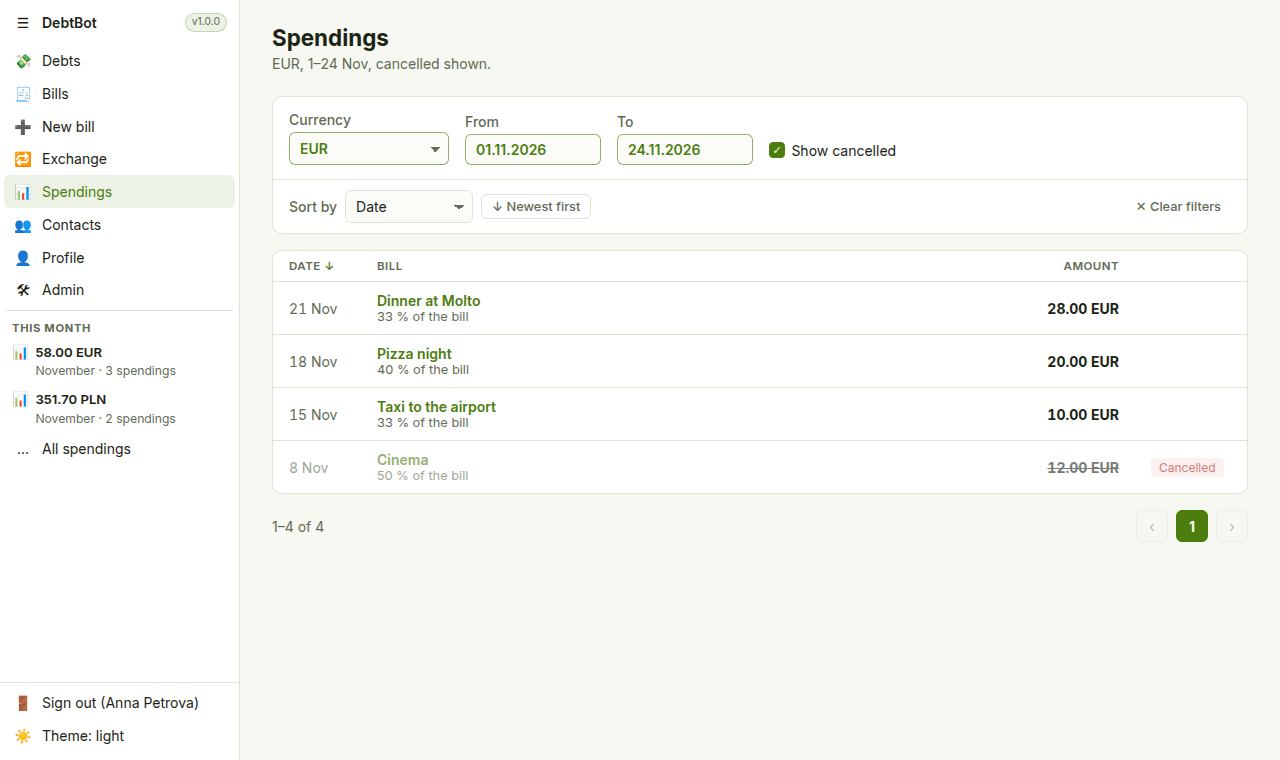 ☰ DebtBot v1.0.0
Debts
Bills
New bill
Exchange
Spendings
Contacts
Profile
Admin
THIS MONTH
58.00 EUR
November · 3 spendings
351.70 PLN
November · 2 spendings
... All spendings
Sign out (Anna Petrova)
Theme: light
Spendings
EUR, 1–24 Nov, cancelled shown.
Currency From To
EUR 01.11.2026 24.11.2026 ✓ Show cancelled
Sort by Date ↓ Newest first ✕ Clear filters
DATE ↓ BILL AMOUNT
21 Nov Dinner at Molto 28.00 EUR
33 % of the bill
18 Nov Pizza night 20.00 EUR
40 % of the bill
15 Nov Taxi to the airport 10.00 EUR
33 % of the bill
8 Nov Cinema 12.00 EUR Cancelled
50 % of the bill
1–4 of 4 ‹ 1 ›